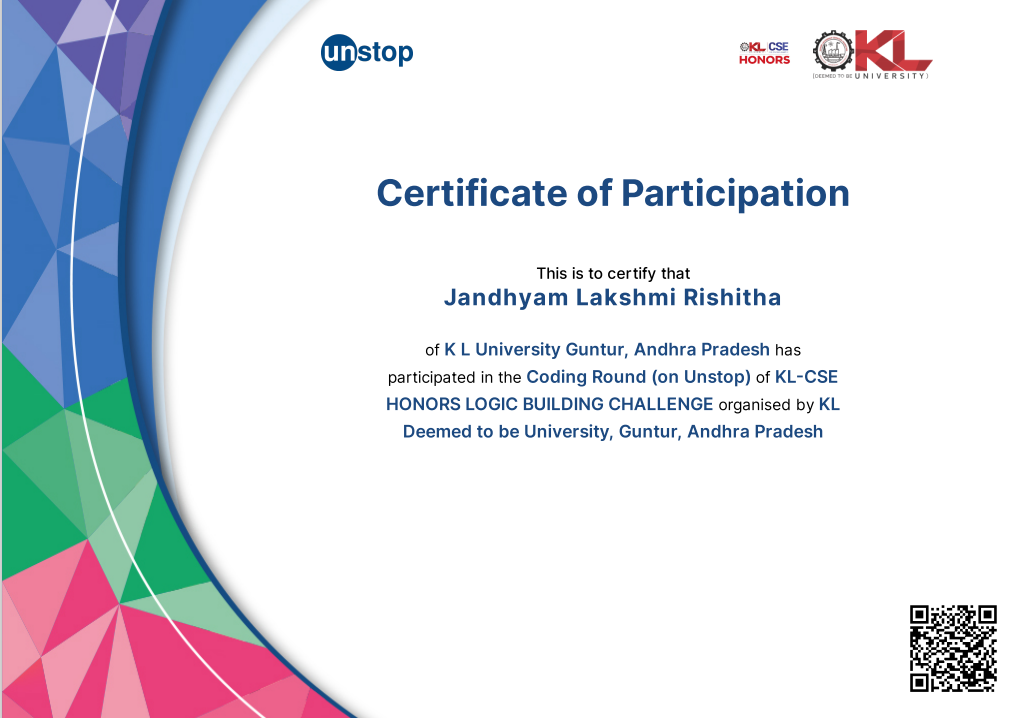 unstop
KL CSE
HONORS
KL
(DEEMED TO BE UNIVERSITY)
Certificate of Participation
This is to certify that
Jandhyam Lakshmi Rishitha
of K L University Guntur, Andhra Pradesh has
participated in the Coding Round (on Unstop) of KL-CSE
HONORS LOGIC BUILDING CHALLENGE organised by KL
Deemed to be University, Guntur, Andhra Pradesh